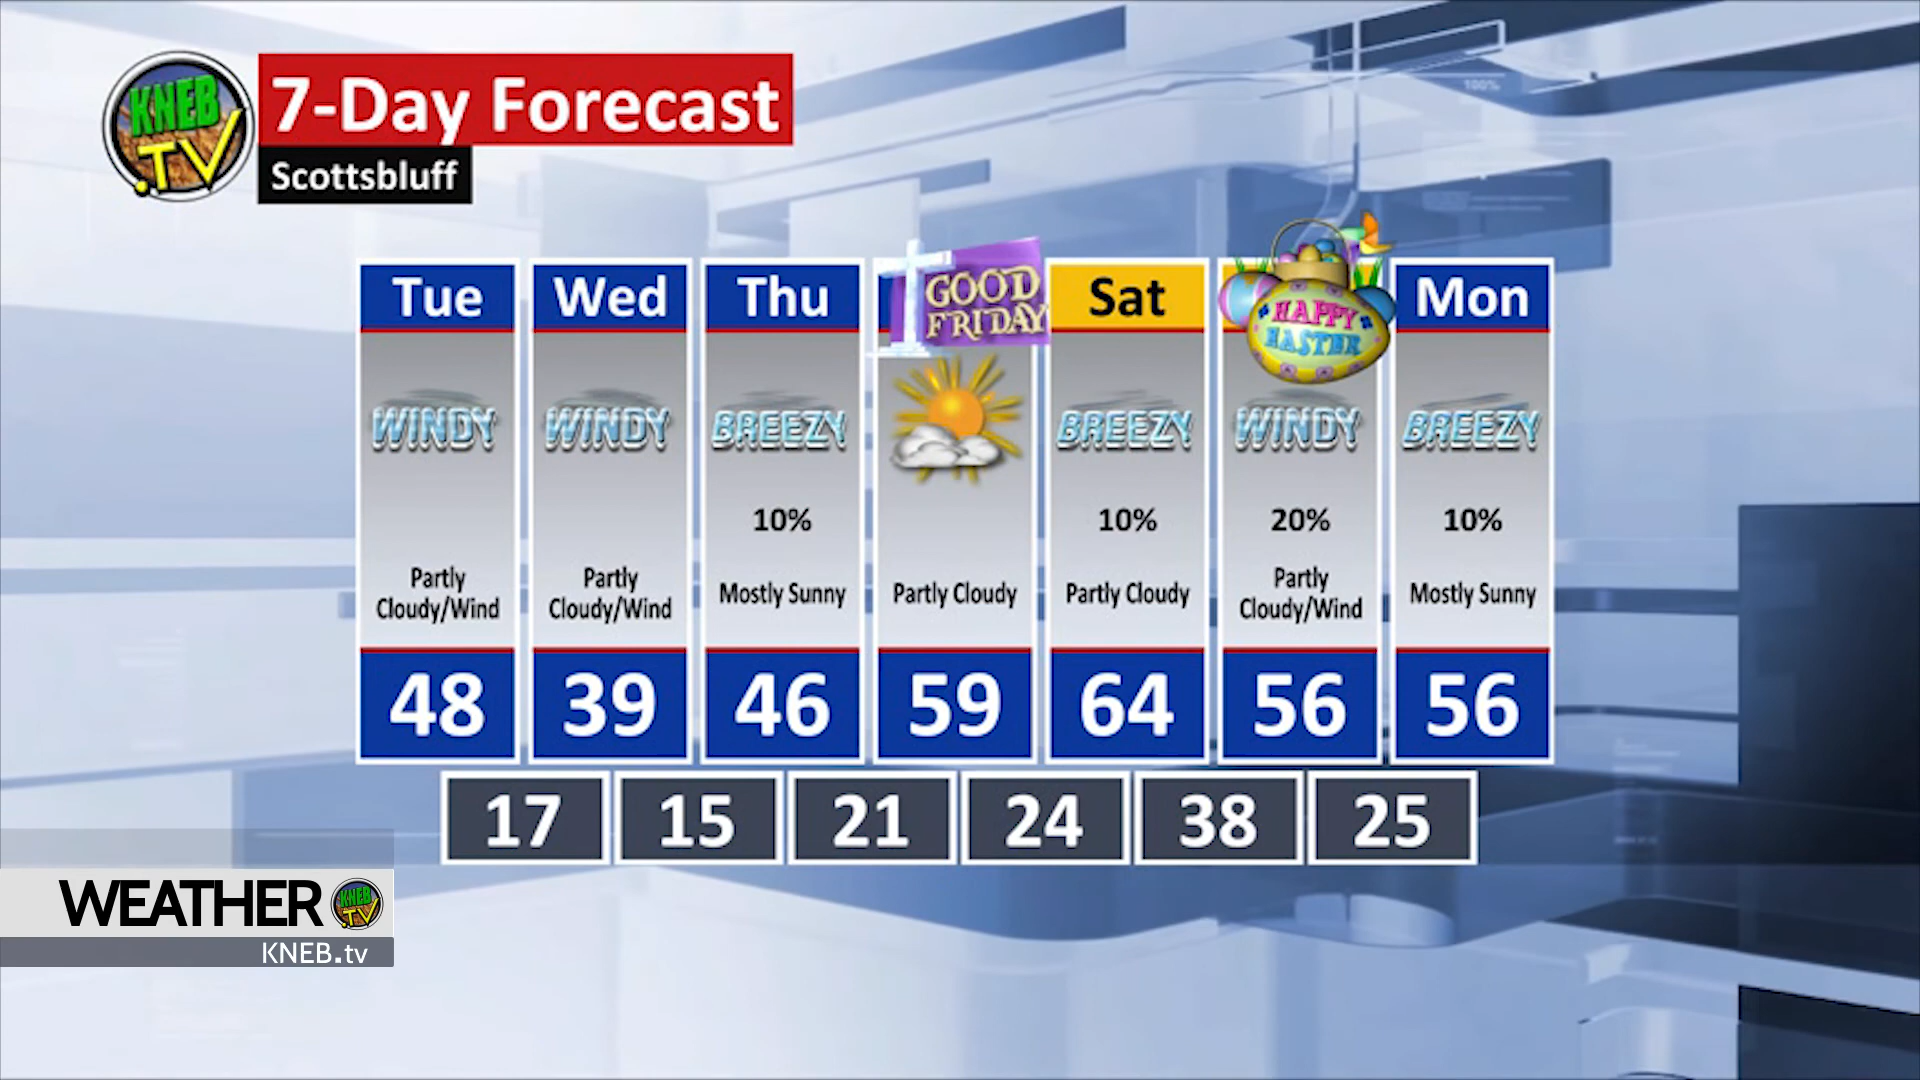 KNEB
.TV
7-Day Forecast
Scottsbluff
100%
Tue
Wed
Thu
GOOD
FRIDAY
Sat
HAPPY
EASTER
Mon
WINDY
WINDY
BREEZY
BREEZY
WINDY
BREEZY
10%
10%
20%
10%
Partly
Cloudy/Wind
Partly
Cloudy/Wind
Mostly Sunny
Partly Cloudy
Partly Cloudy
Partly
Cloudy/Wind
Mostly Sunny
48
39
46
59
64
56
56
17
15
21
24
38
25
WEATHER
KNEB
.TV
KNEB.tv